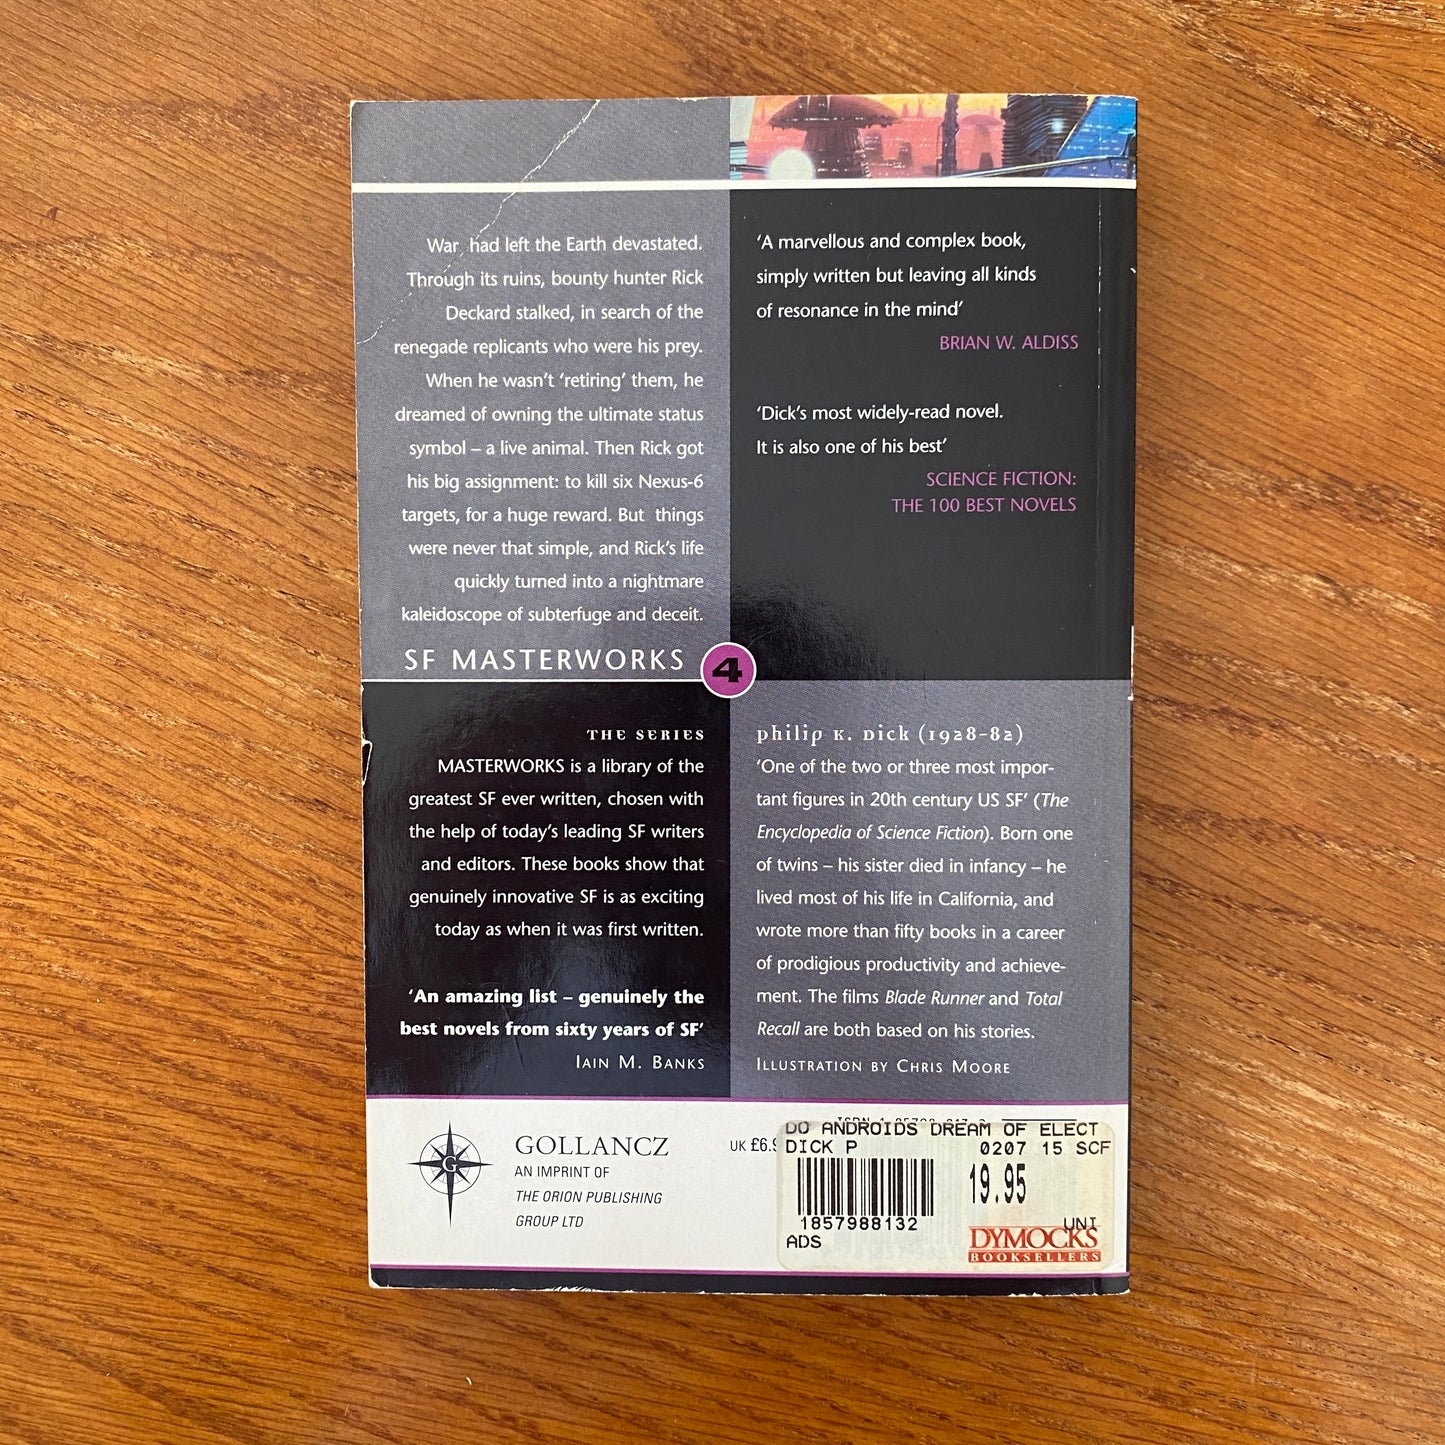 War had left the Earth devastated.
Through its ruins, bounty hunter Rick
Deckard stalked, in search of the
renegade replicants who were his prey.
When he wasn't 'retiring' them, he
dreamed of owning the ultimate status
symbol – a live animal. Then Rick got
his big assignment: to kill six Nexus-6
targets, for a huge reward. But things
were never that simple, and Rick's life
quickly turned into a nightmare
kaleidoscope of subterfuge and deceit.
'A marvellous and complex book,
simply written but leaving all kinds
of resonance in the mind'
BRIAN W. ALDISS
'Dick's most widely-read novel.
It is also one of his best'
SCIENCE FICTION:
THE 100 BEST NOVELS
SF MASTERWORKS 4
THE SERIES
MASTERWORKS is a library of the
greatest SF ever written, chosen with
the help of today's leading SF writers
and editors. These books show that
genuinely innovative SF is as exciting
today as when it was first written.
'An amazing list – genuinely the
best novels from sixty years of SF'
IAIN M. BANKS
philip K. Dick (1928-82)
'One of the two or three most impor-
tant figures in 20th century US SF' (The
Encyclopedia of Science Fiction). Born one
of twins – his sister died in infancy – he
lived most of his life in California, and
wrote more than fifty books in a career
of prodigious productivity and achieve-
ment. The films Blade Runner and Total
Recall are both based on his stories.
ILLUSTRATION BY CHRIS MOORE
G
GOLLANCZ
AN IMPRINT OF
THE ORION PUBLISHING
GROUP LTD
UK £6.9
DO ANDROIDS DREAM OF ELECT
DICK P 0207 15 SCF
19.95
1857988132 UNI
ADS
DYMOCKS
BOOKSELLERS